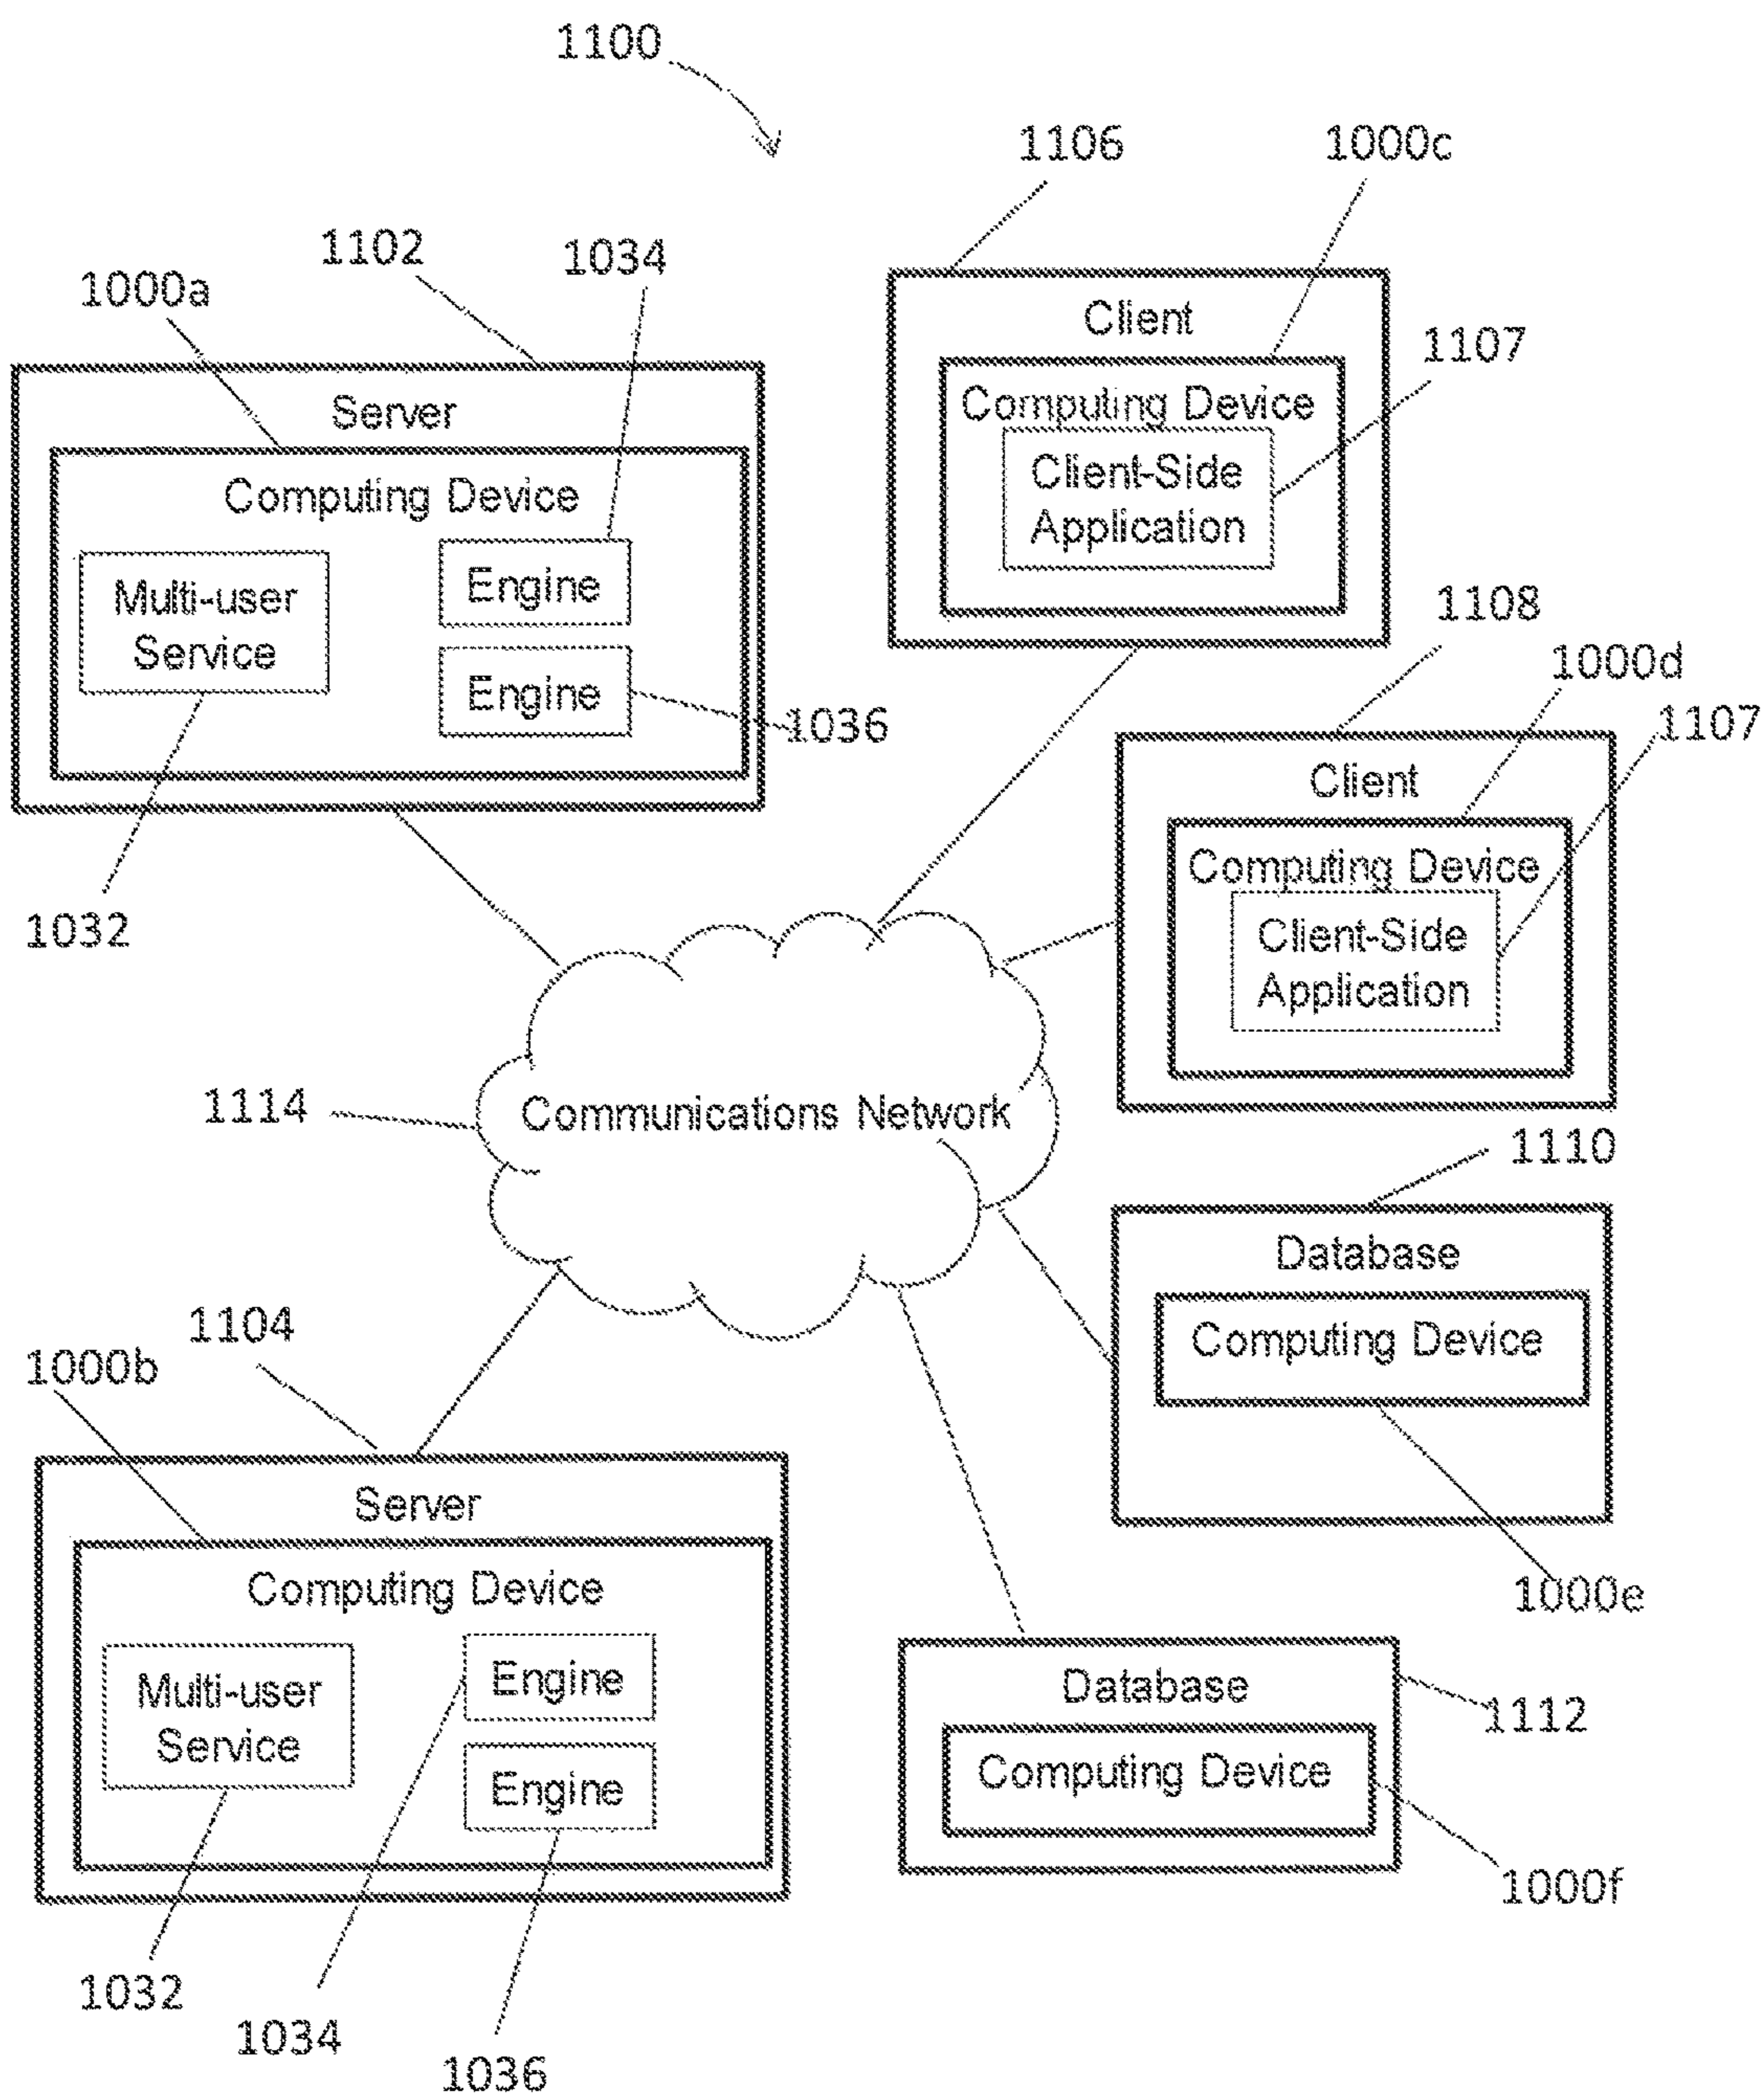 1100
1106
1000c
1102
1034
1000a
Client
1107
Server
Computing Device
Client-Side
Application
Computing Device
Multi-user
Service
Engine
Engine
1036
1108
1000d
1107
Client
Computing Device
Client-Side
Application
1032
1114
Communications Network
1110
Database
Computing Device
1000e
1104
1000b
Server
Computing Device
Multi-user
Service
Engine
Engine
Database
Computing Device
1112
1000f
1032
1034
1036